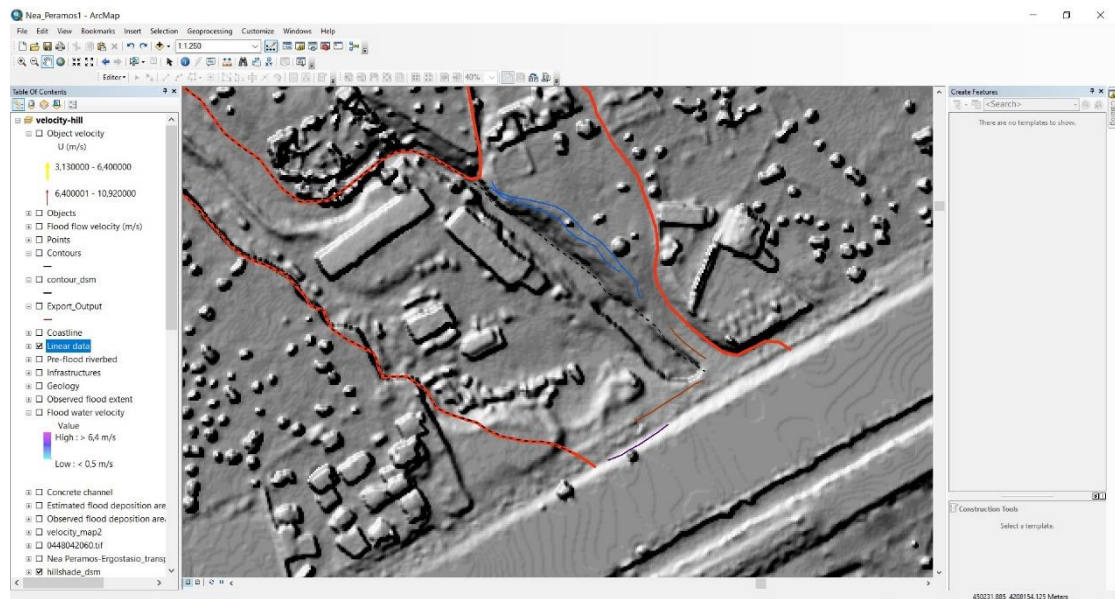 Nea_Peramos1 - ArcMap
File Edit View Bookmarks Insert Selection Geoprocessing Customize Windows Help
1:1.250
Editor
40%
Table Of Contents
velocity-hill
Object velocity
U (m/s)
3,130000 - 6,400000
6,400001 - 10,920000
Objects
Flood flow velocity (m/s)
Points
Contours
contour_dsm
Export_Output
Coastline
Linear data
Pre-flood riverbed
Infrastructures
Geology
Observed flood extent
Flood water velocity
Value
High : > 6,4 m/s
Low : < 0,5 m/s
Concrete channel
Estimated flood deposition are
Observed flood deposition are
velocity_map2
0448042060.tif
Nea Peramos-Ergostasio_transp
hillshade_dsm
Create Features
<Search>
There are no templates to show.
Construction Tools
Select a template.
450231,885 4208154,125 Meters